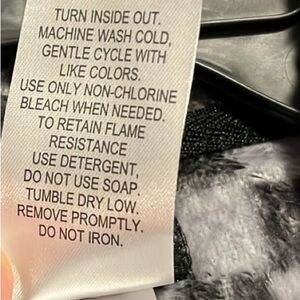 TURN INSIDE OUT.
MACHINE WASH COLD,
GENTLE CYCLE WITH
LIKE COLORS.
USE ONLY NON-CHLORINE
BLEACH WHEN NEEDED.
TO RETAIN FLAME
RESISTANCE
USE DETERGENT,
DO NOT USE SOAP.
TUMBLE DRY LOW.
REMOVE PROMPTLY.
DO NOT IRON.